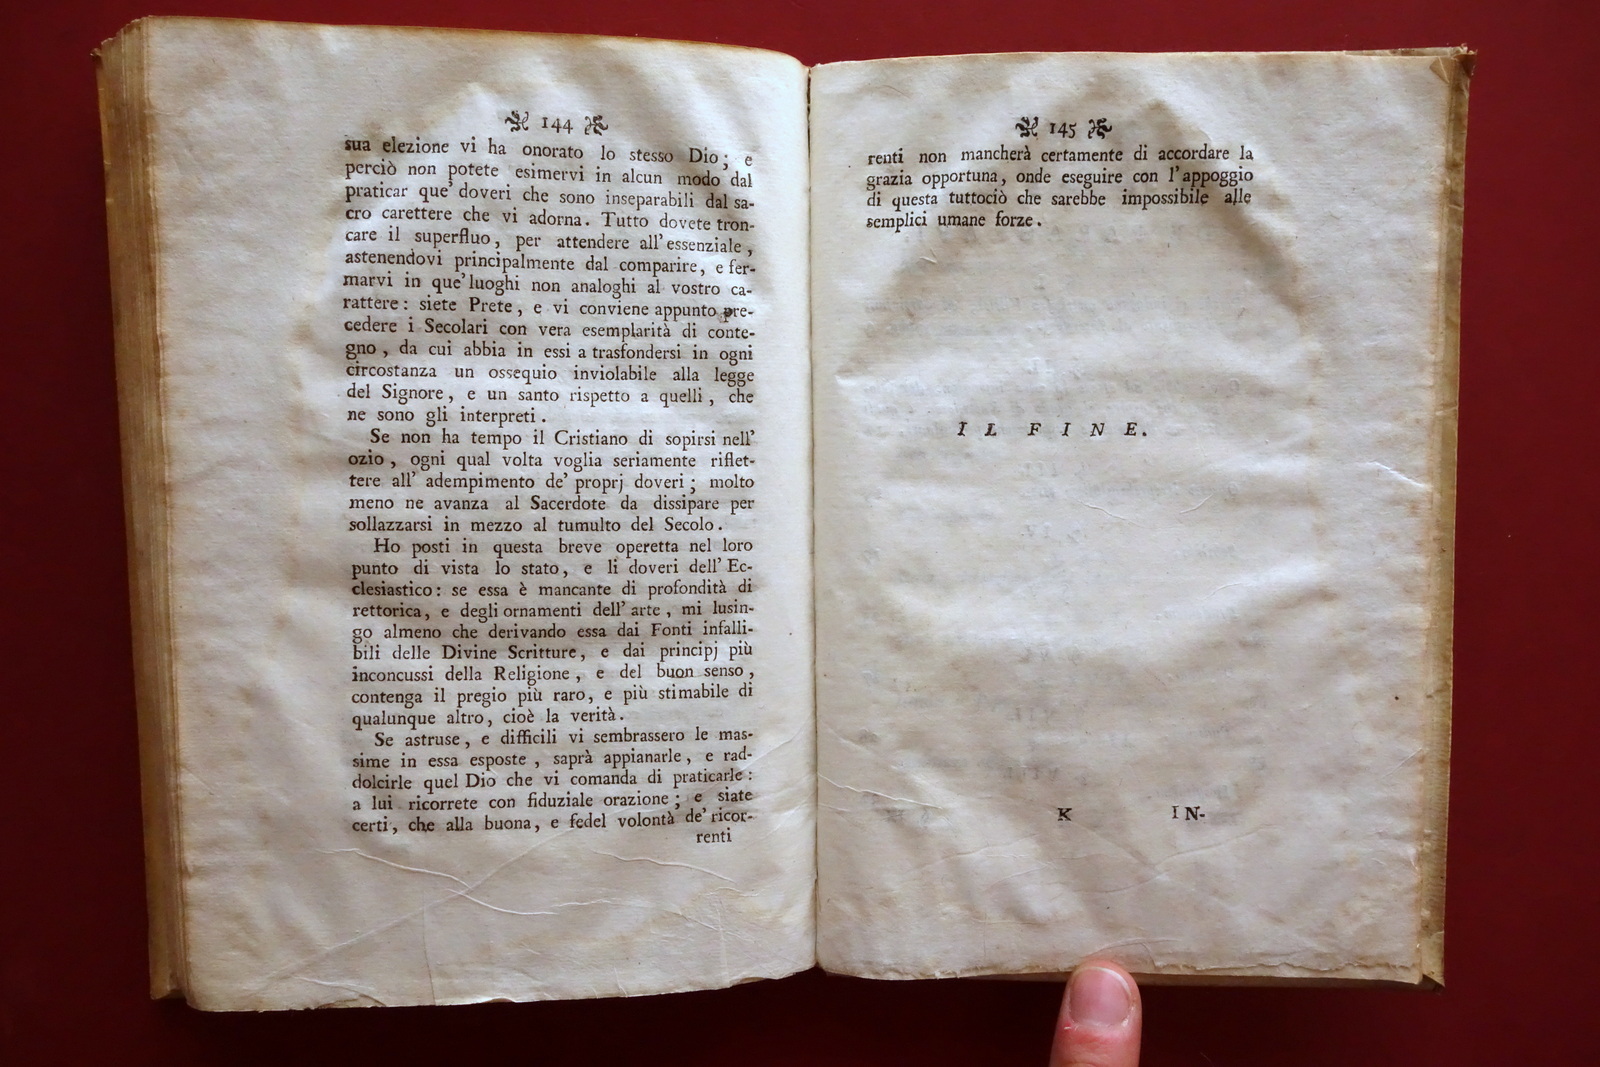 144
sua elezione vi ha onorato lo stesso Dio; e
perciò non potete esimervi in alcun modo dal
praticar que' doveri che sono inseparabili dal sa-
cro carettere che vi adorna. Tutto dovete tron-
care il superfluo, per attendere all'essenziale,
astenendovi principalmente dal comparire, e fer-
marvi in que'luoghi non analoghi al vostro ca-
rattere: siete Prete, e vi conviene appunto pre-
cedere i Secolari con vera esemplarità di conte-
gno, da cui abbia in essi a trasfondersi in ogni
circostanza un ossequio inviolabile alla legge
del Signore, e un santo rispetto a quelli, che
ne sono gli interpreti.
Se non ha tempo il Cristiano di sopirsi nell'
ozio, ogni qual volta voglia seriamente riflet-
tere all' adempimento de' proprj doveri; molto
meno ne avanza al Sacerdote da dissipare per
sollazzarsi in mezzo al tumulto del Secolo.
Ho posti in questa breve operetta nel loro
punto di vista lo stato, e li doveri dell' Ec-
clesiastico: se essa è mancante di profondità di
rettorica, e degli ornamenti dell' arte, mi lusin-
go almeno che derivando essa dai Fonti infalli-
bili delle Divine Scritture, e dai principj più
inconcussi della Religione, e del buon senso,
contenga il pregio più raro, e più stimabile di
qualunque altro, cioè la verità.
Se astruse, e difficili vi sembrassero le mas-
sime in essa esposte, saprà appianarle, e rad-
dolcirle quel Dio che vi comanda di praticarle:
a lui ricorrete con fiduziale orazione; e siate
certi, che alla buona, e fedel volontà de' ricor-
renti
145
renti non mancherà certamente di accordare la
grazia opportuna, onde eseguire con l'appoggio
di questa tuttociò che sarebbe impossibile alle
semplici umane forze.
IL FINE.
K IN-